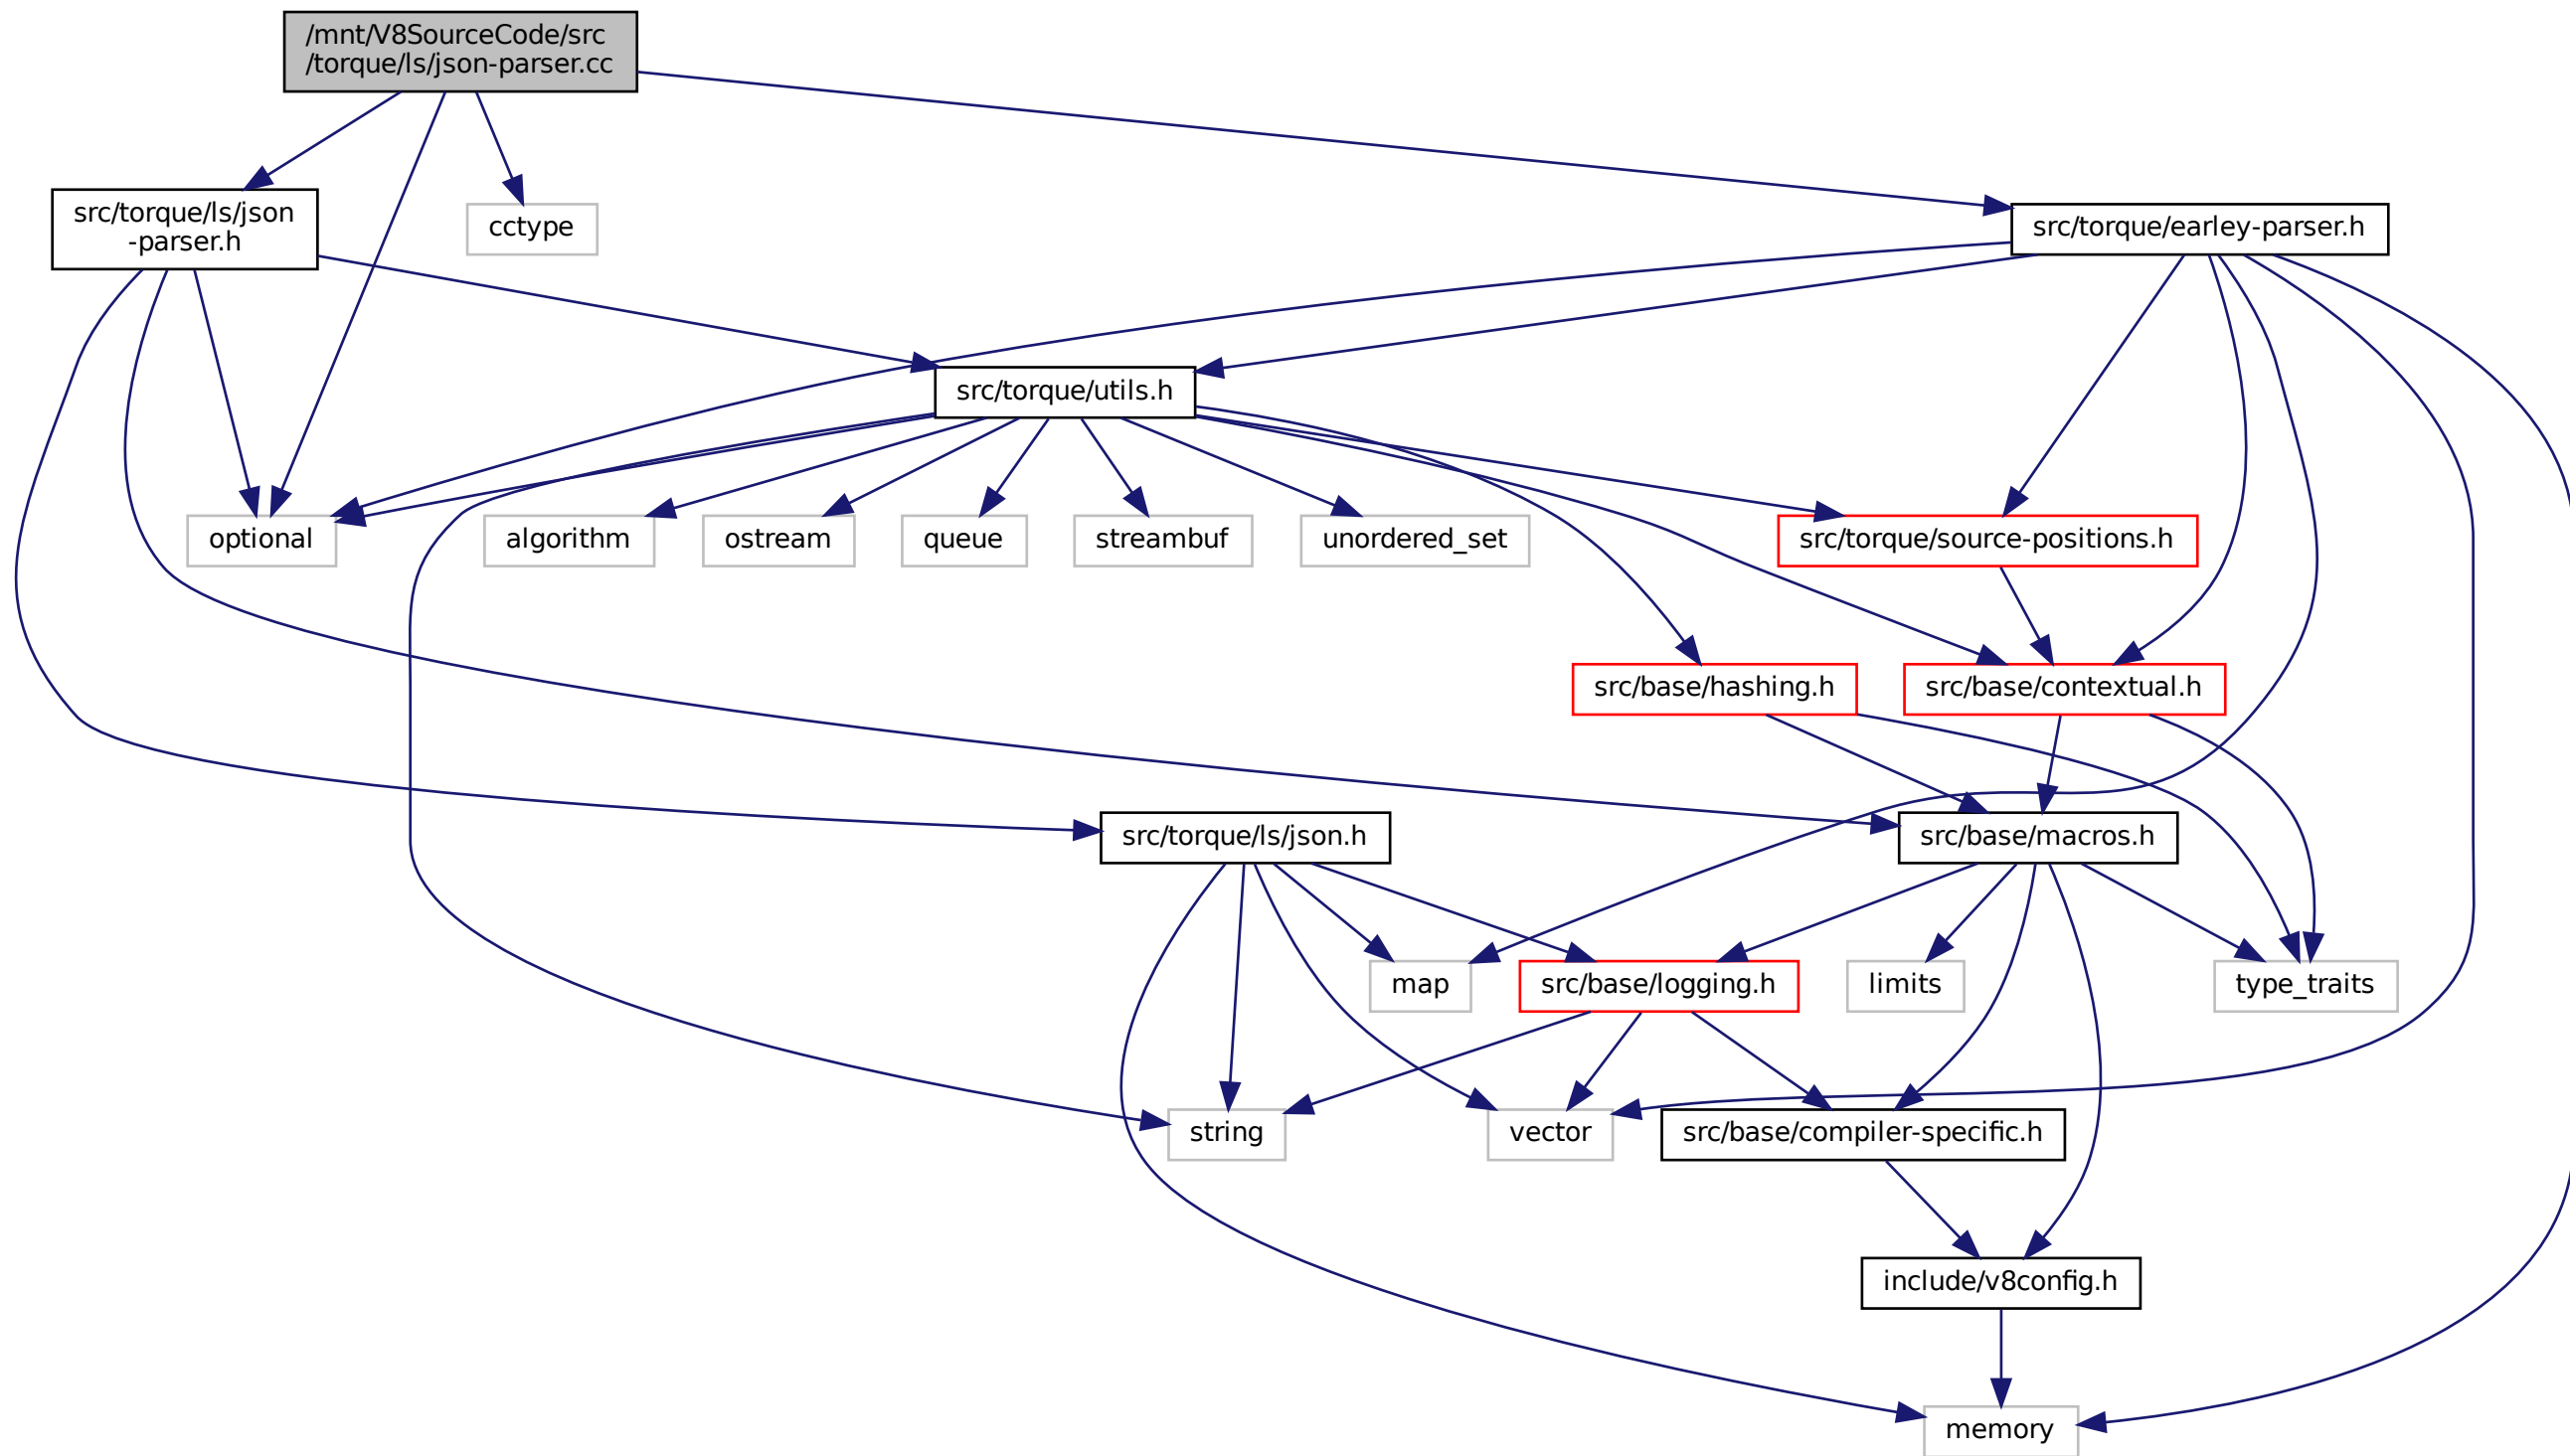 /mnt/V8SourceCode/src
/torque/ls/json-parser.cc
src/torque/ls/json
-parser.h
cctype
src/torque/earley-parser.h
src/torque/utils.h
optional
algorithm
ostream
queue
streambuf
unordered_set
src/torque/source-positions.h
src/base/hashing.h
src/base/contextual.h
src/torque/ls/json.h
src/base/macros.h
map
src/base/logging.h
limits
type_traits
string
vector
src/base/compiler-specific.h
include/v8config.h
memory